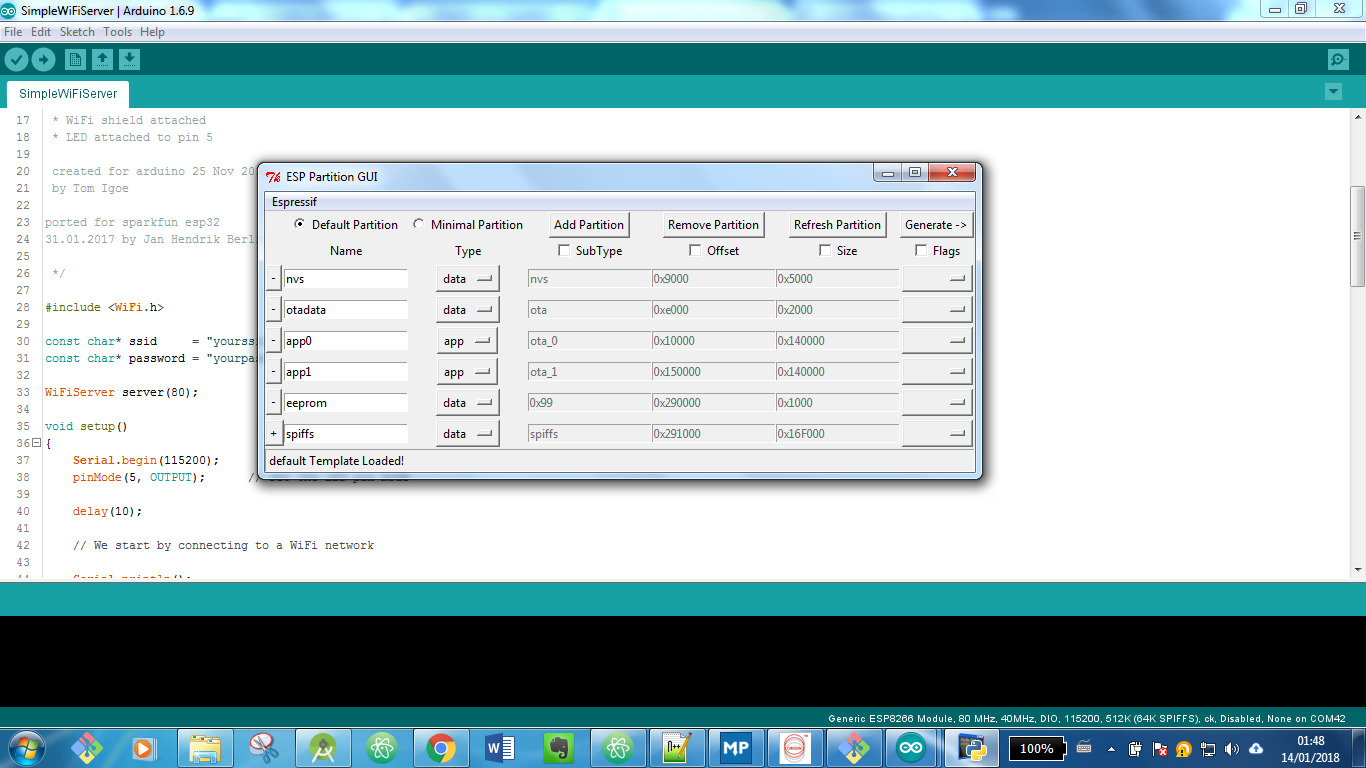 SimpleWiFiServer | Arduino 1.6.9
File Edit Sketch Tools Help
SimpleWiFiServer
17 * WiFi shield attached
18 * LED attached to pin 5
19
20 created for arduino 25 Nov 20
21 by Tom Igoe
22
23 ported for sparkfun esp32
24 31.01.2017 by Jan Hendrik Berl
25
26 */
27
28 #include <WiFi.h>
29
30 const char* ssid = "yourss
31 const char* password = "yourpa
32
33 WiFiServer server(80);
34
35 void setup()
36 {
37 Serial.begin(115200);
38 pinMode(5, OUTPUT); // set the LED pin mode
39
40 delay(10);
41
42 // We start by connecting to a WiFi network
43
44 Serial.println();
ESP Partition GUI
Espressif
Default Partition Minimal Partition Add Partition Remove Partition Refresh Partition Generate ->
Name Type SubType Offset Size Flags
- nvs data nvs 0x9000 0x5000
- otadata data ota 0xe000 0x2000
- app0 app ota_0 0x10000 0x140000
- app1 app ota_1 0x150000 0x140000
- eeprom data 0x99 0x290000 0x1000
+ spiffs data spiffs 0x291000 0x16F000
default Template Loaded!
Generic ESP8266 Module, 80 MHz, 40MHz, DIO, 115200, 512K (64K SPIFFS), ck, Disabled, None on COM42
W
n++
MP
100%
01:48
14/01/2018